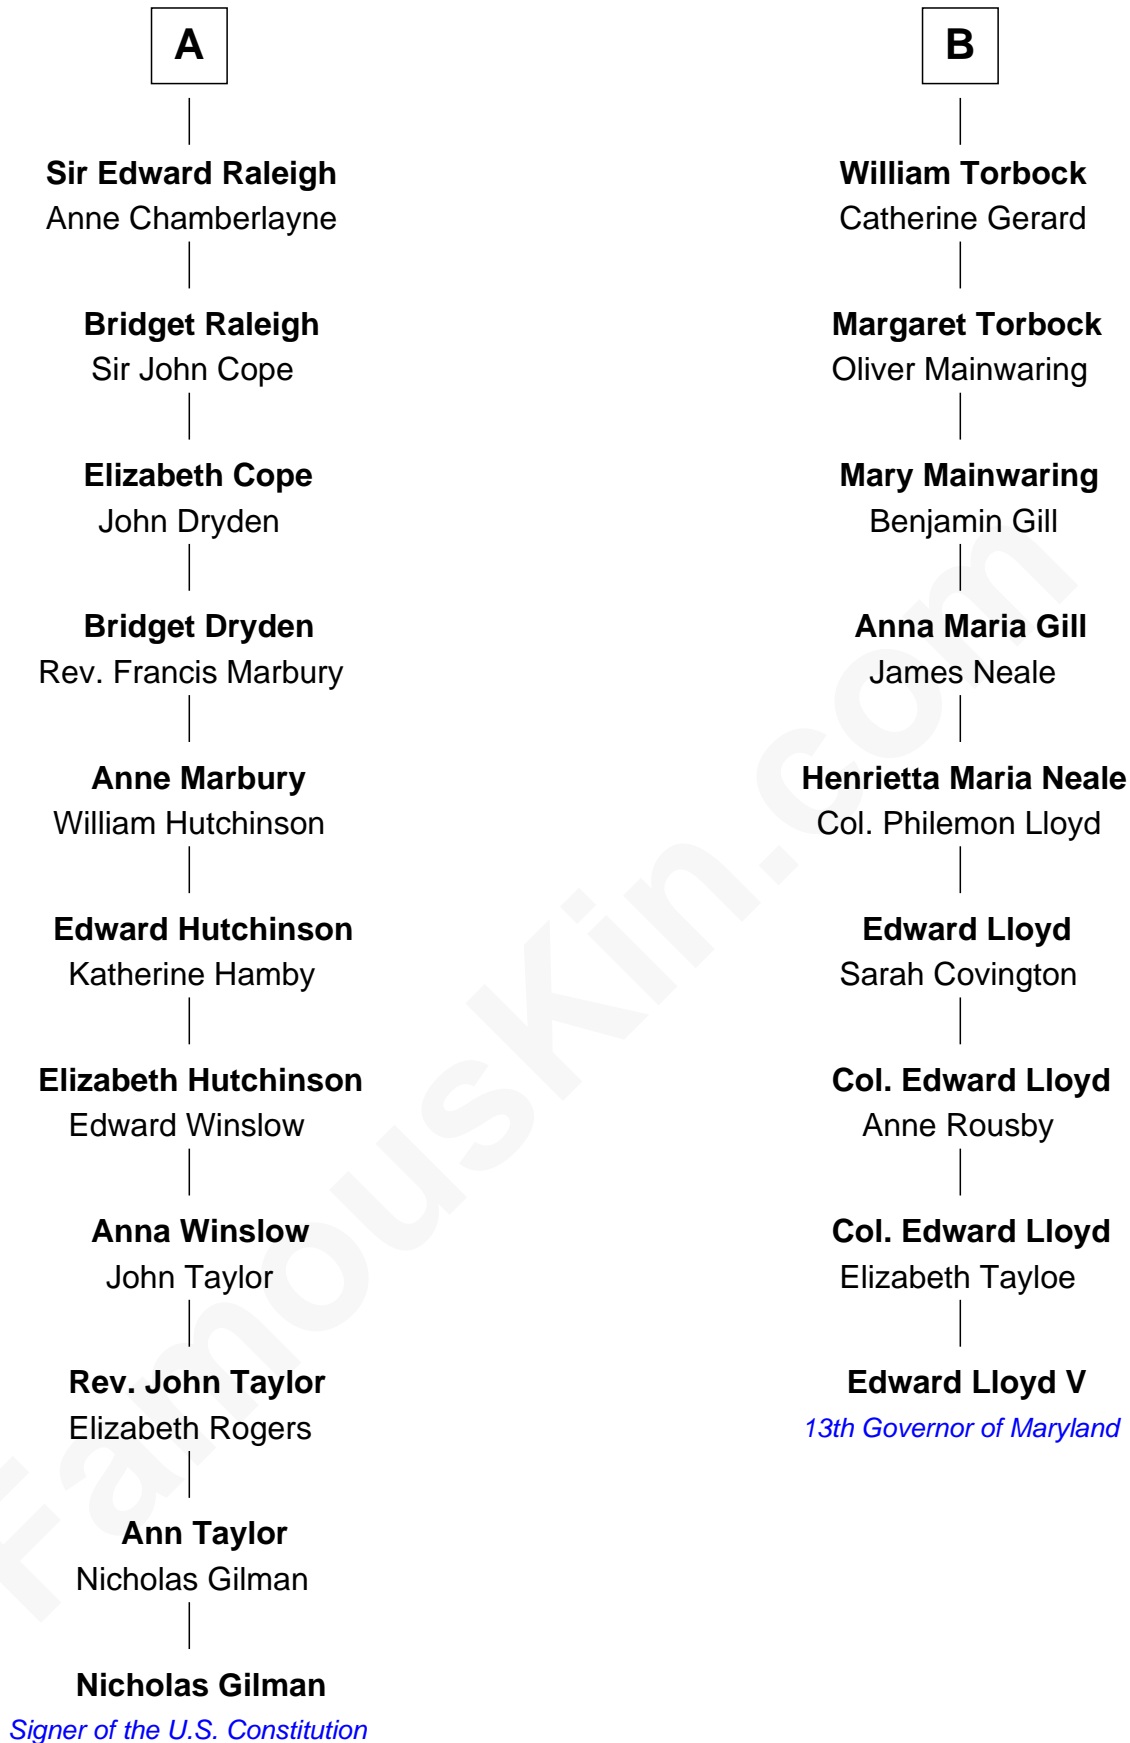 A
Sir Edward Raleigh
Anne Chamberlayne
Bridget Raleigh
Sir John Cope
Elizabeth Cope
John Dryden
Bridget Dryden
Rev. Francis Marbury
Anne Marbury
William Hutchinson
Edward Hutchinson
Katherine Hamby
Elizabeth Hutchinson
Edward Winslow
Anna Winslow
John Taylor
Rev. John Taylor
Elizabeth Rogers
Ann Taylor
Nicholas Gilman
Nicholas Gilman
Signer of the U.S. Constitution
B
William Torbock
Catherine Gerard
Margaret Torbock
Oliver Mainwaring
Mary Mainwaring
Benjamin Gill
Anna Maria Gill
James Neale
Henrietta Maria Neale
Col. Philemon Lloyd
Edward Lloyd
Sarah Covington
Col. Edward Lloyd
Anne Rousby
Col. Edward Lloyd
Elizabeth Tayloe
Edward Lloyd V
13th Governor of Maryland
FamousKin.com